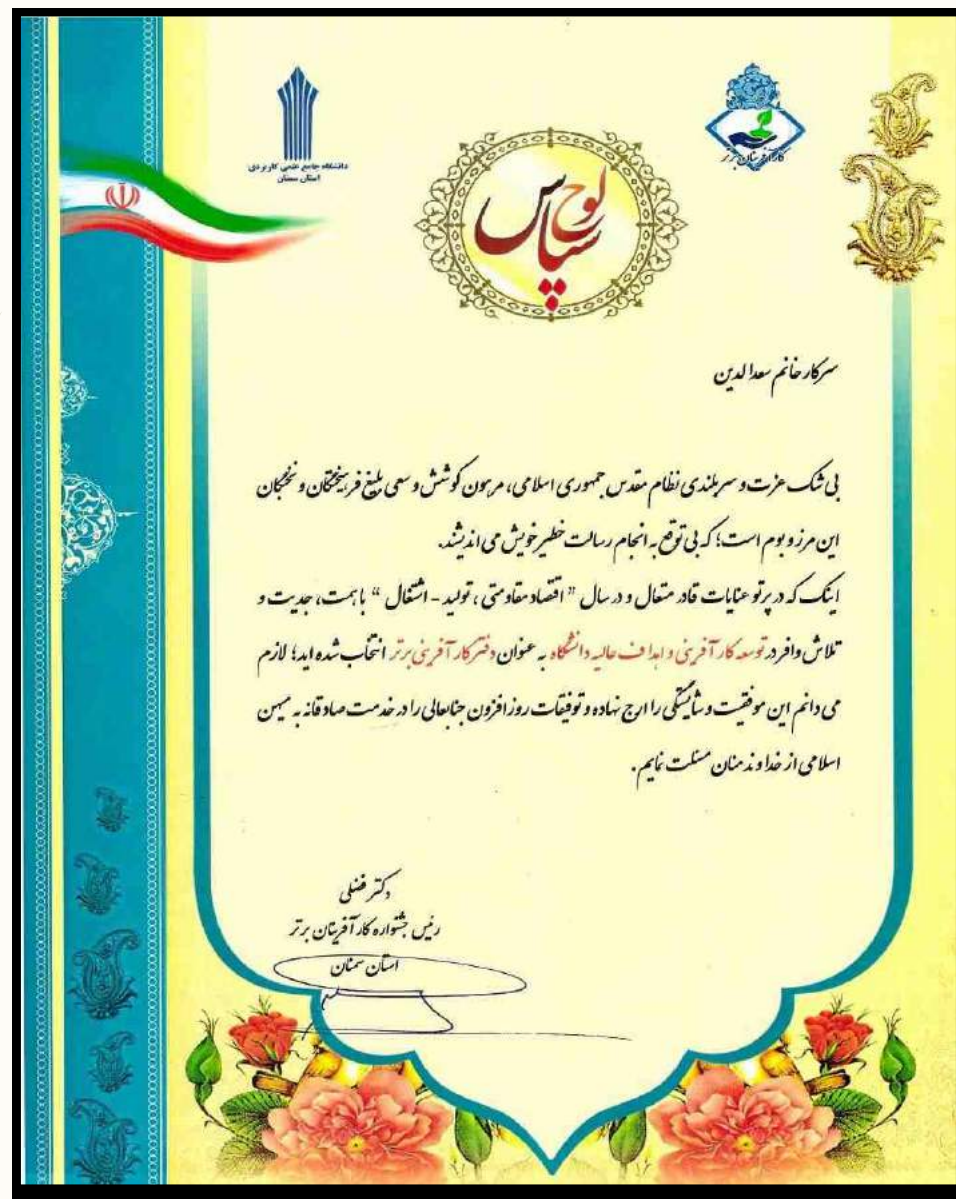 دانشگاه جامع علمی کاربردی
استان سمنان
کارآفرینان برتر
لوح سپاس
سرکار خانم سعدالدین
بی شک عزت و سربلندی نظام مقدس جمهوری اسلامی، مرهون کوشش و سعی بلیغ فرهیختگان و نخبگان
این مرز و بوم است؛ که بی توقع به انجام رسالت خطیر خویش می اندیشند.
اینک که در پرتو عنایات قادر متعال و در سال " اقتصاد مقاومتی ، تولید - اشتغال " با همت، جدیت و
تلاش وافر در توسعه کارآفرینی و اهداف عالیه دانشگاه به عنوان دفتر کارآفرینی برتر انتخاب شده اید؛ لازم
می دانم این موفقیت و شایستگی را ارج نهاده و توفیقات روز افزون جنابعالی را در خدمت صادقانه به میهن
اسلامی از خداوند منان مسئلت نمایم.
دکتر فضلی
رئیس جشنواره کارآفرینان برتر
استان سمنان